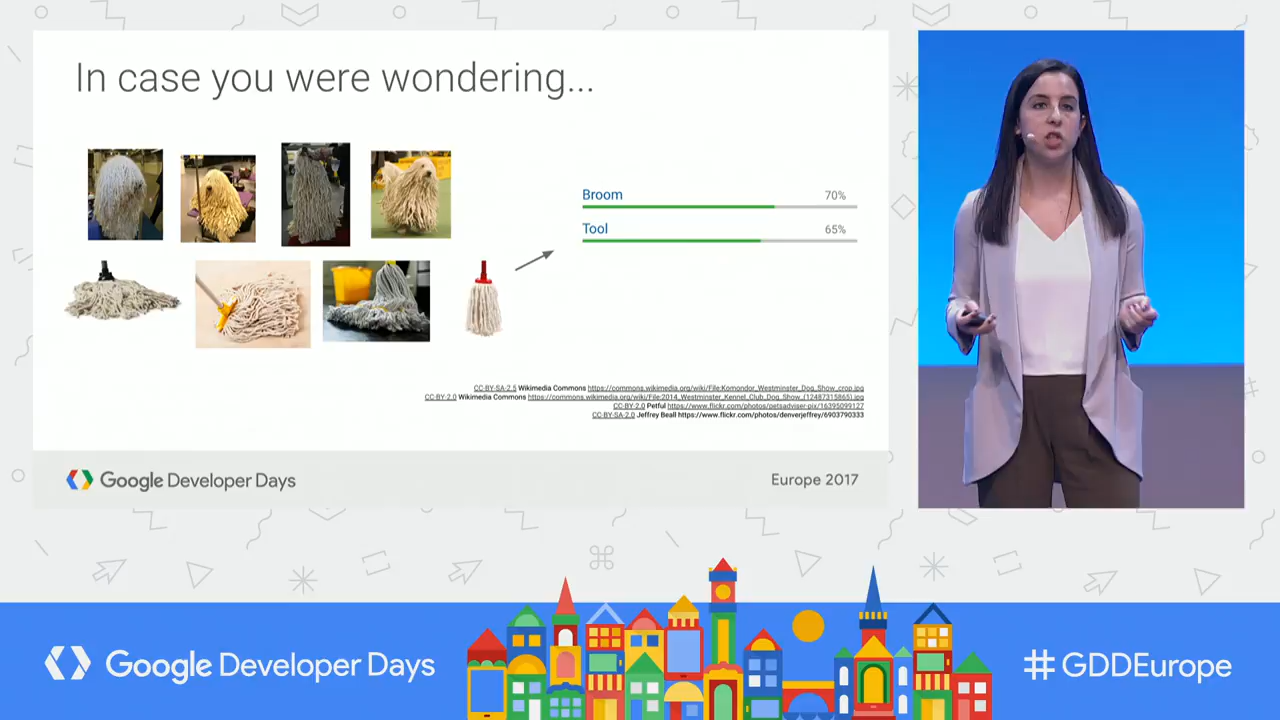 In case you were wondering...
Broom 70%
Tool 65%
CC-BY-SA-2.5 Wikimedia Commons https://commons.wikimedia.org/wiki/File:Komondor_Westminster_Dog_Show_crop.jpg
CC-BY-2.0 Wikimedia Commons https://commons.wikimedia.org/wiki/File:2014_Westminster_Kennel_Club_Dog_Show_(12487315865).jpg
CC-BY-2.0 Petful https://www.flickr.com/photos/petsadviser-pix/16395099127
CC-BY-SA-2.0 Jeffrey Beall https://www.flickr.com/photos/denverjeffrey/6903790333
Google Developer Days
Europe 2017
Google Developer Days
#GDDEurope